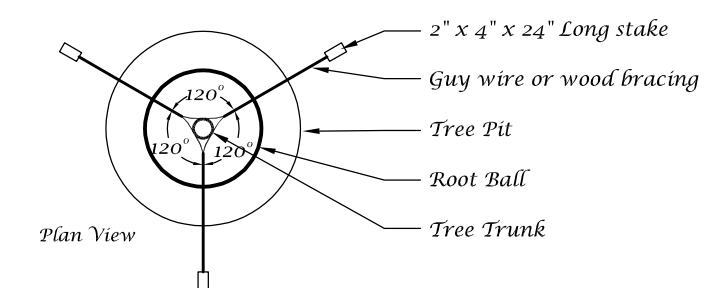 2" x 4" x 24" Long stake
Guy wire or wood bracing
120°
Tree Pit
120°
120°
Root Ball
Tree Trunk
Plan View